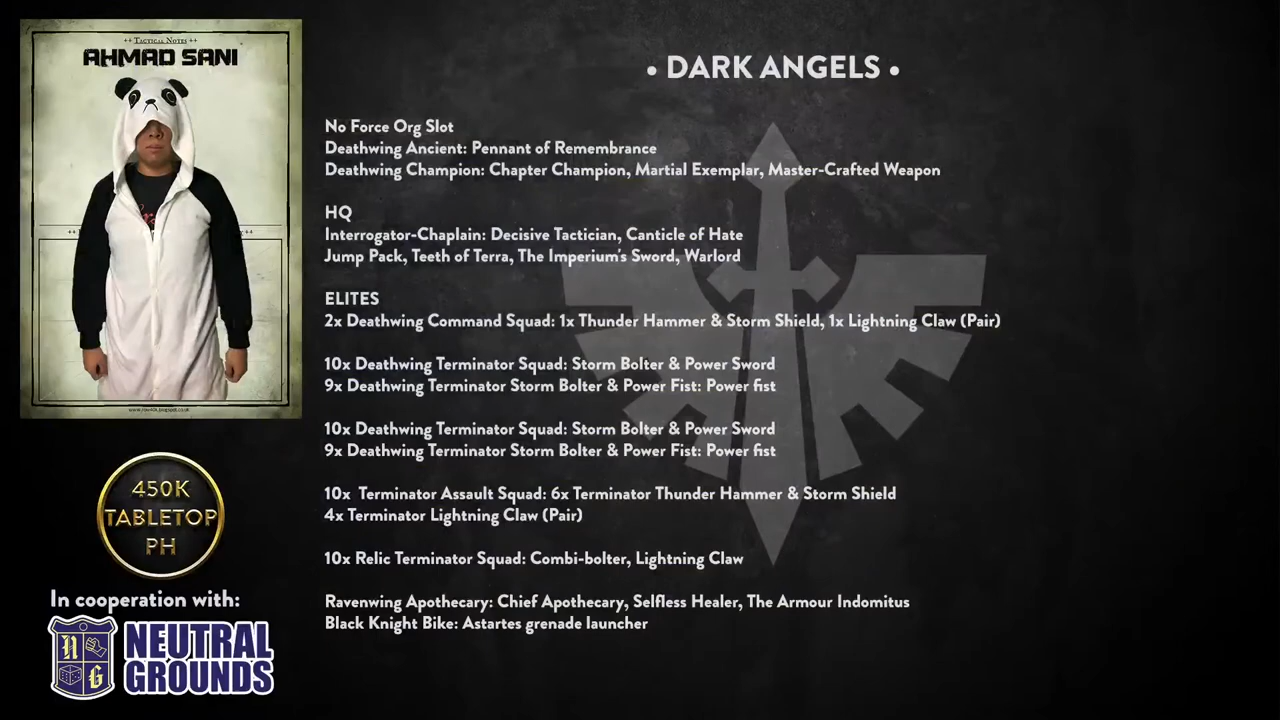 ++ Tactical Notes ++
AHMAD SANI
• DARK ANGELS •
No Force Org Slot
Deathwing Ancient: Pennant of Remembrance
Deathwing Champion: Chapter Champion, Martial Exemplar, Master-Crafted Weapon
HQ
Interrogator-Chaplain: Decisive Tactician, Canticle of Hate
Jump Pack, Teeth of Terra, The Imperium's Sword, Warlord
ELITES
2x Deathwing Command Squad: 1x Thunder Hammer & Storm Shield, 1x Lightning Claw (Pair)
10x Deathwing Terminator Squad: Storm Bolter & Power Sword
9x Deathwing Terminator Storm Bolter & Power Fist: Power fist
10x Deathwing Terminator Squad: Storm Bolter & Power Sword
9x Deathwing Terminator Storm Bolter & Power Fist: Power fist
10x Terminator Assault Squad: 6x Terminator Thunder Hammer & Storm Shield
4x Terminator Lightning Claw (Pair)
10x Relic Terminator Squad: Combi-bolter, Lightning Claw
Ravenwing Apothecary: Chief Apothecary, Selfless Healer, The Armour Indomitus
Black Knight Bike: Astartes grenade launcher
450K
TABLETOP
PH
In cooperation with:
N G
NEUTRAL
GROUNDS